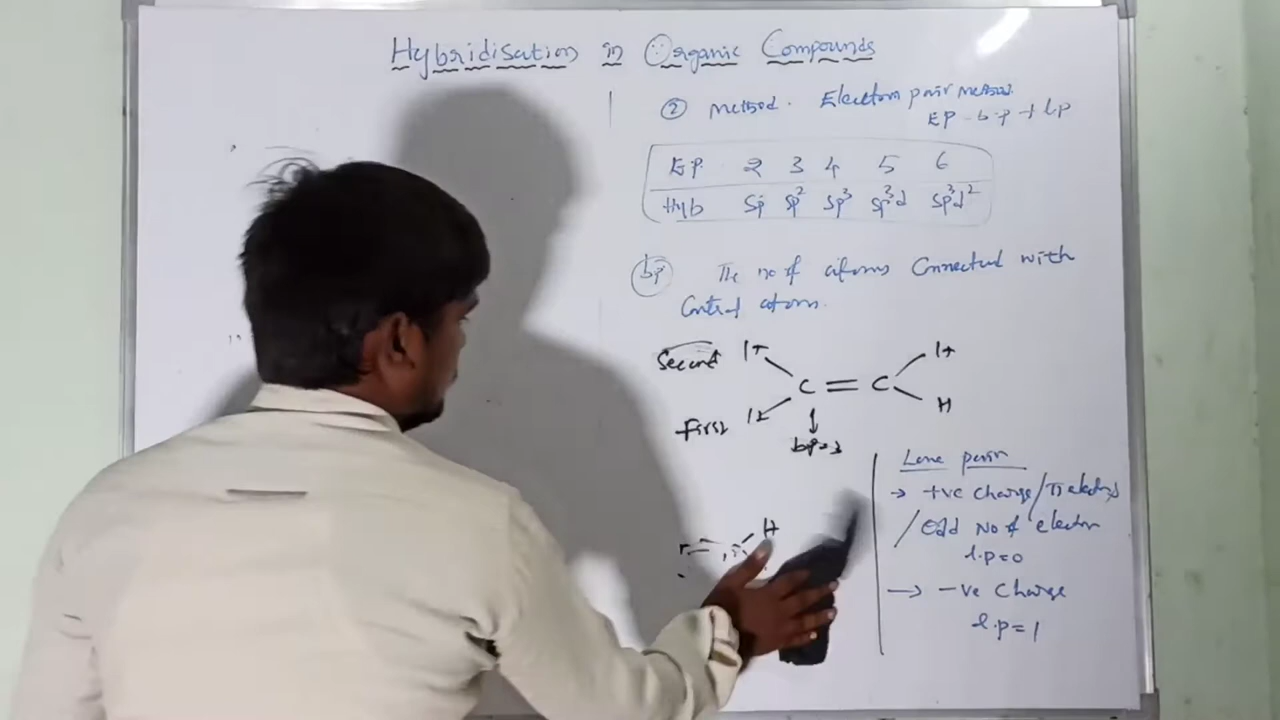 Hybridisation in Organic Compounds
② Method. Electron pair method.
EP = b.p + l.p
E.P. 2 3 4 5 6
Hyb sp sp² sp³ sp³d sp³d²
bp The no of atoms Connected with
Central atom.
Second H H
C = C
First H H
bp=3
Lone pair
→ +ve charge/π electrons
/ Odd No of electron
l.p=0
→ -ve charge
l.p=1
H